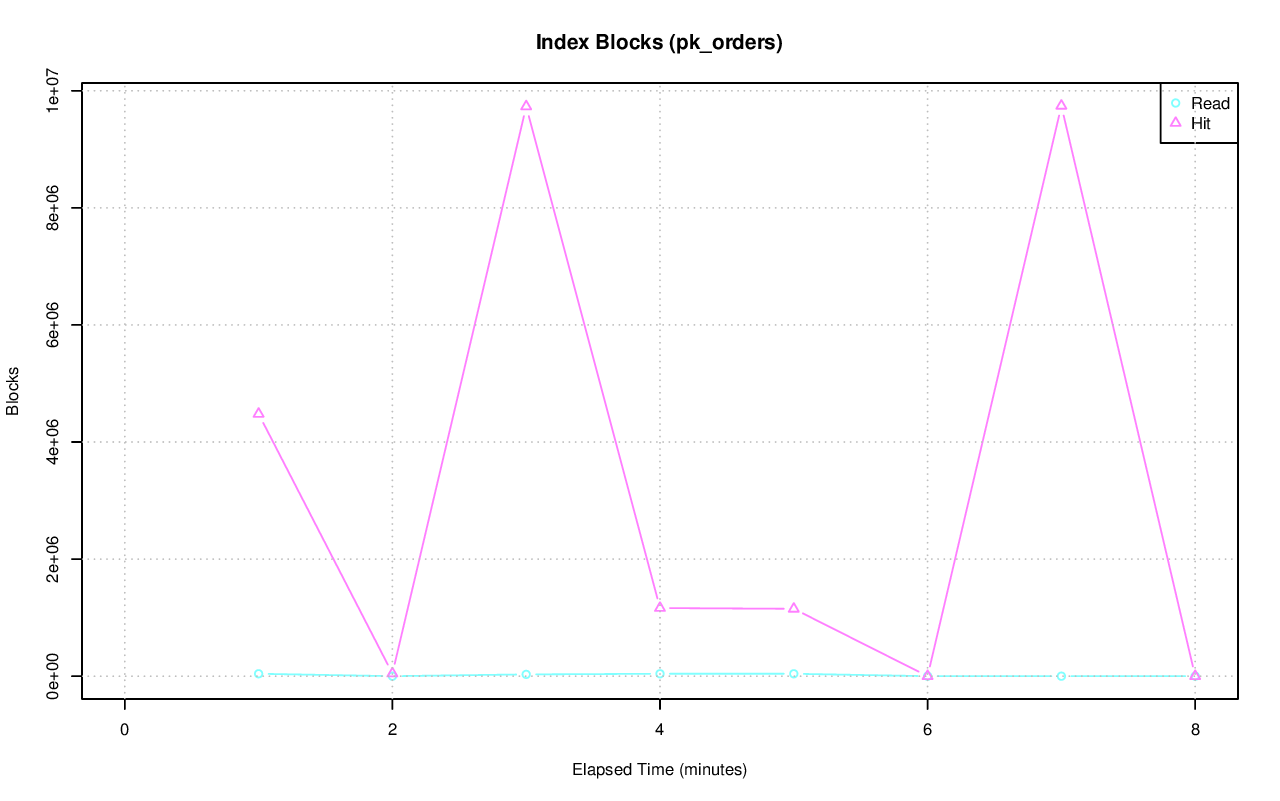 Index Blocks (pk_orders)
Read
Hit
Blocks
1e+07
8e+06
6e+06
4e+06
2e+06
0e+00
0 2 4 6 8
Elapsed Time (minutes)